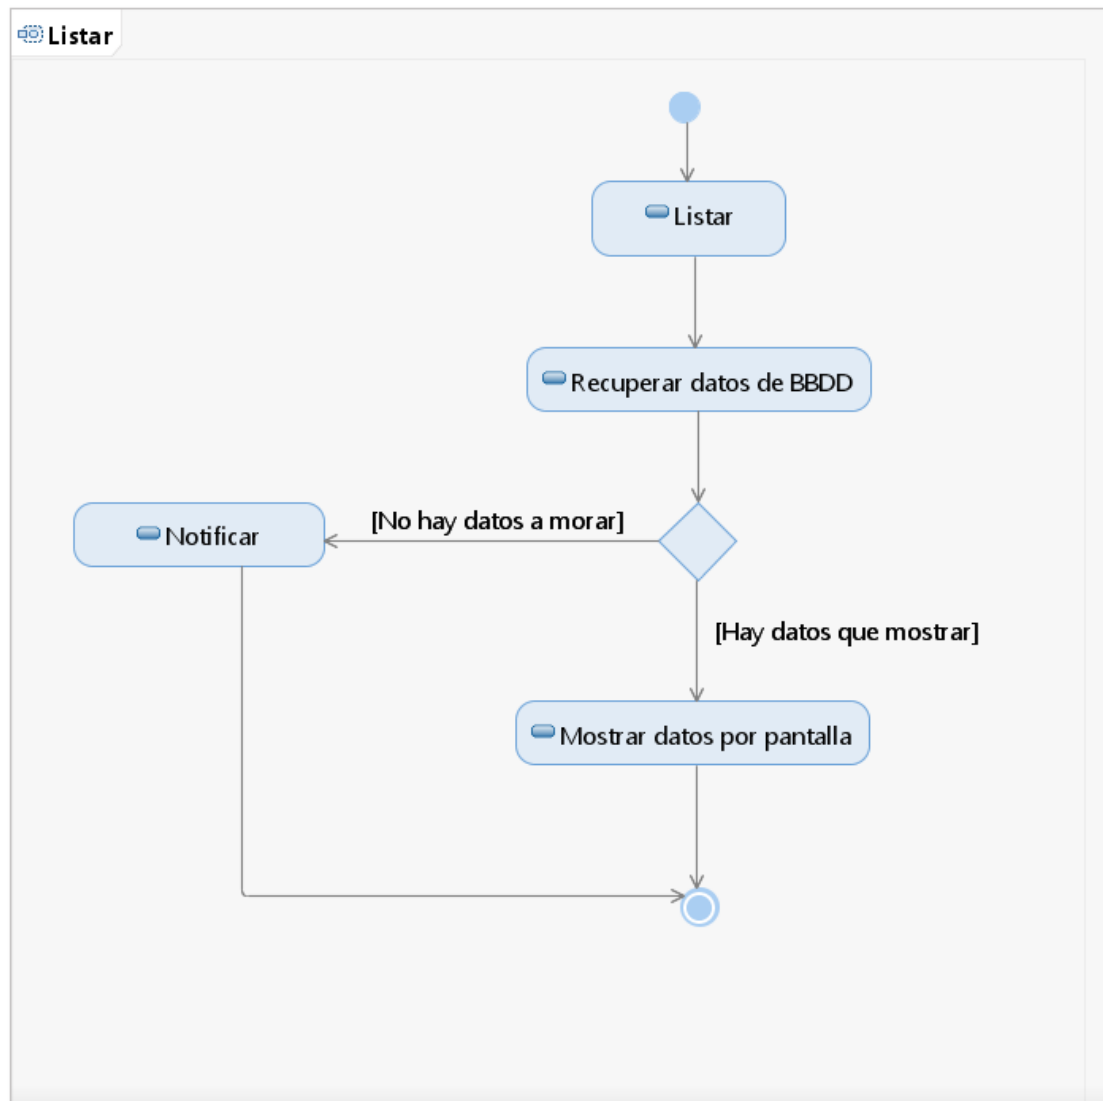 Listar
Listar
Recuperar datos de BBDD
[No hay datos a morar]
Notificar
[Hay datos que mostrar]
Mostrar datos por pantalla